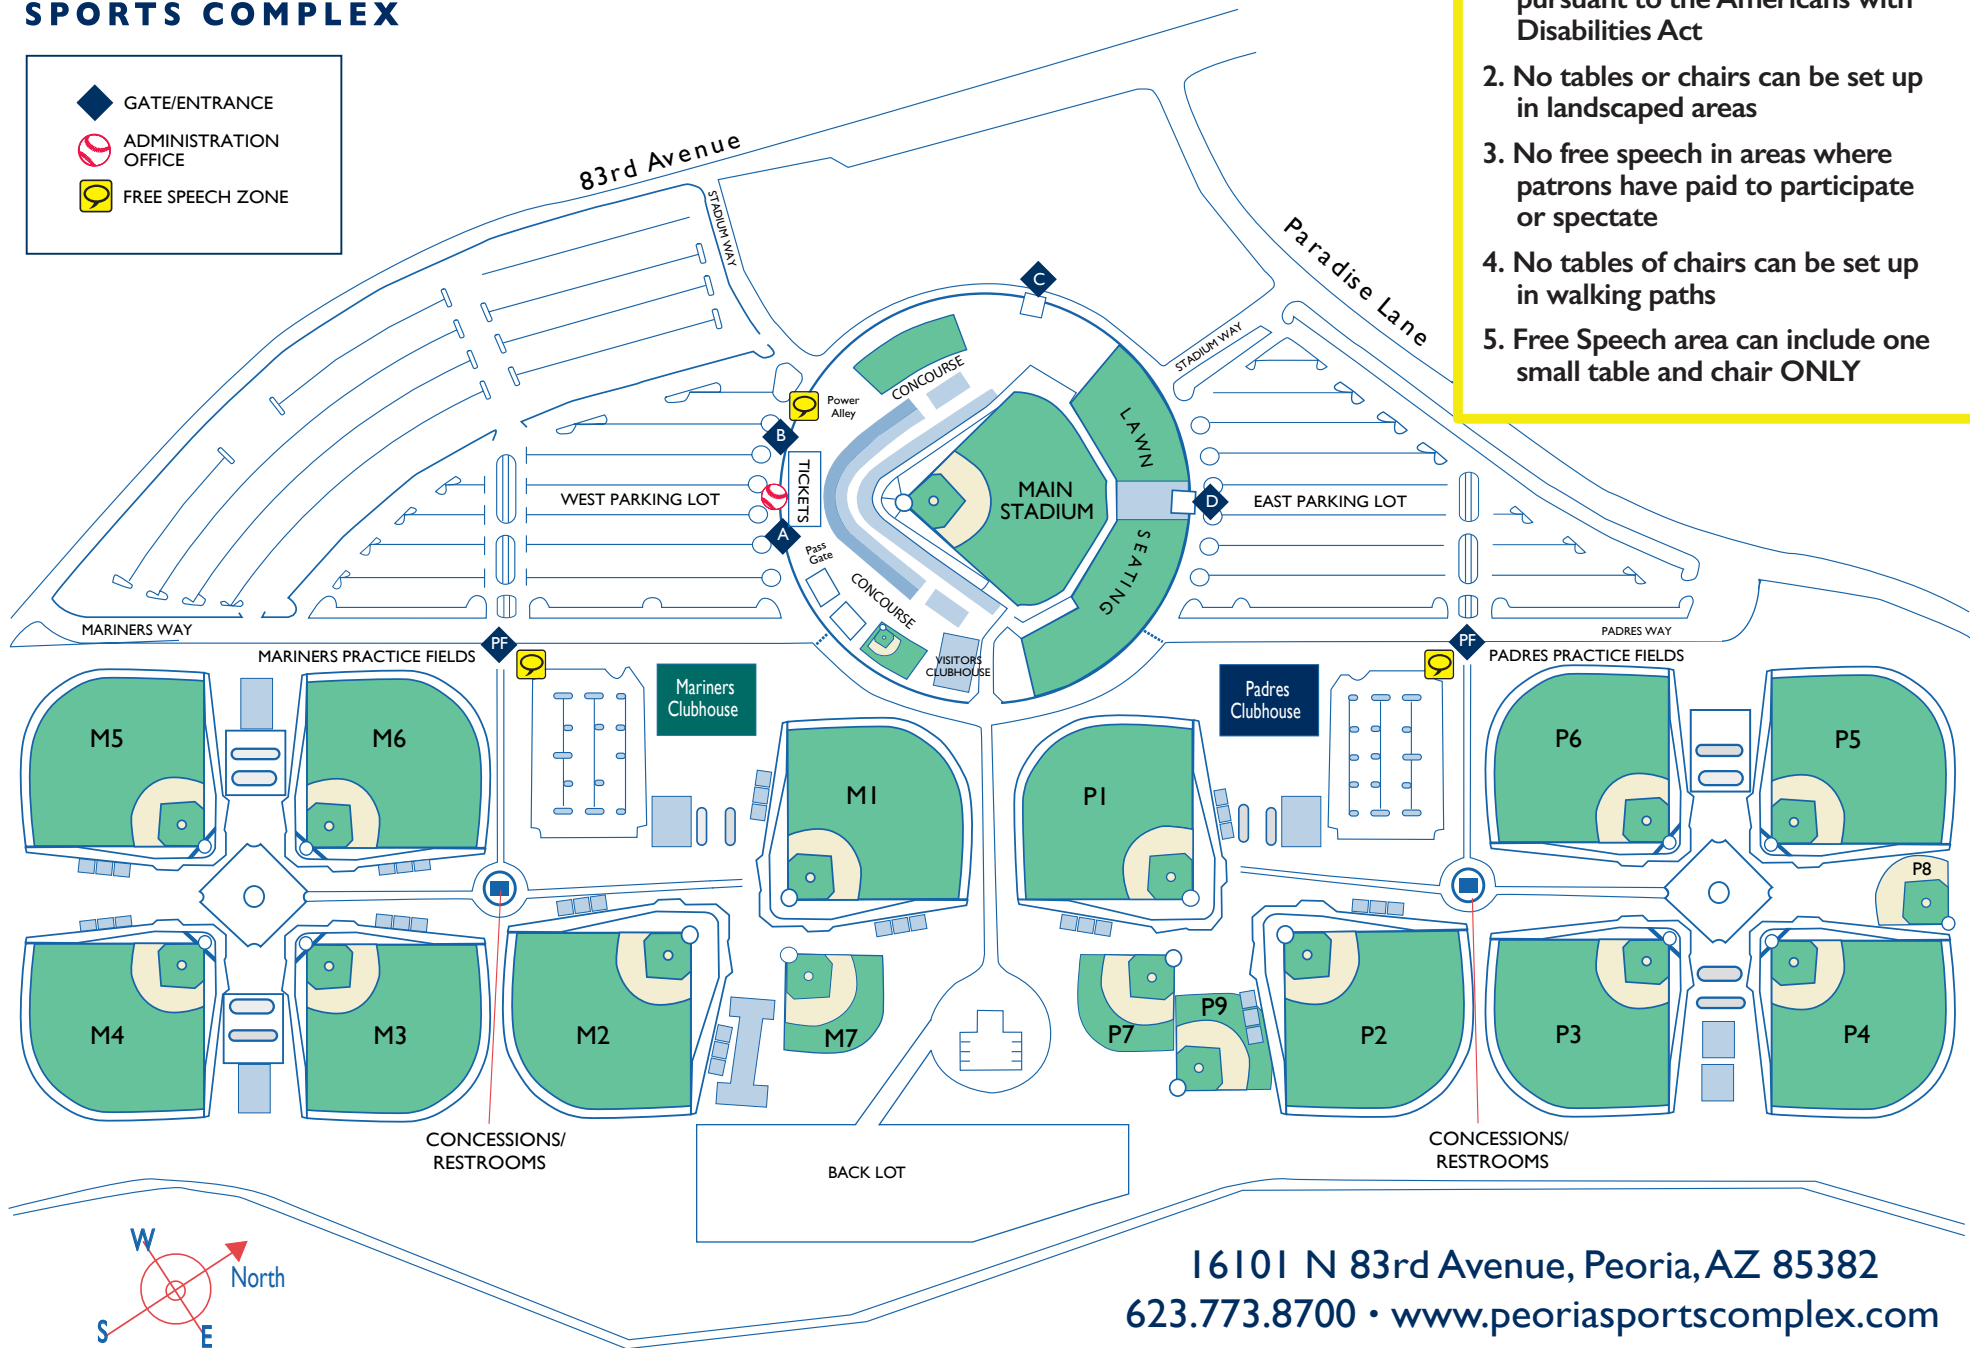 SPORTS COMPLEX
GATE/ENTRANCE
ADMINISTRATION
OFFICE
FREE SPEECH ZONE
pursuant to the Americans with
Disabilities Act
2. No tables or chairs can be set up
in landscaped areas
3. No free speech in areas where
patrons have paid to participate
or spectate
4. No tables of chairs can be set up
in walking paths
5. Free Speech area can include one
small table and chair ONLY
83rd Avenue
STADIUM WAY
Paradise Lane
STADIUM WAY
C
CONCOURSE
Power
Alley
B
TICKETS
A
Pass
Gate
CONCOURSE
LAWN
SEATING
MAIN
STADIUM
D
WEST PARKING LOT
EAST PARKING LOT
MARINERS WAY
PADRES WAY
PF
PF
MARINERS PRACTICE FIELDS
PADRES PRACTICE FIELDS
VISITORS
CLUBHOUSE
Mariners
Clubhouse
Padres
Clubhouse
M5
M6
M1
P1
P6
P5
P8
M4
M3
M2
M7
P7
P9
P2
P3
P4
CONCESSIONS/
RESTROOMS
CONCESSIONS/
RESTROOMS
BACK LOT
W
North
S
E
16101 N 83rd Avenue, Peoria, AZ 85382
623.773.8700 • www.peoriasportscomplex.com